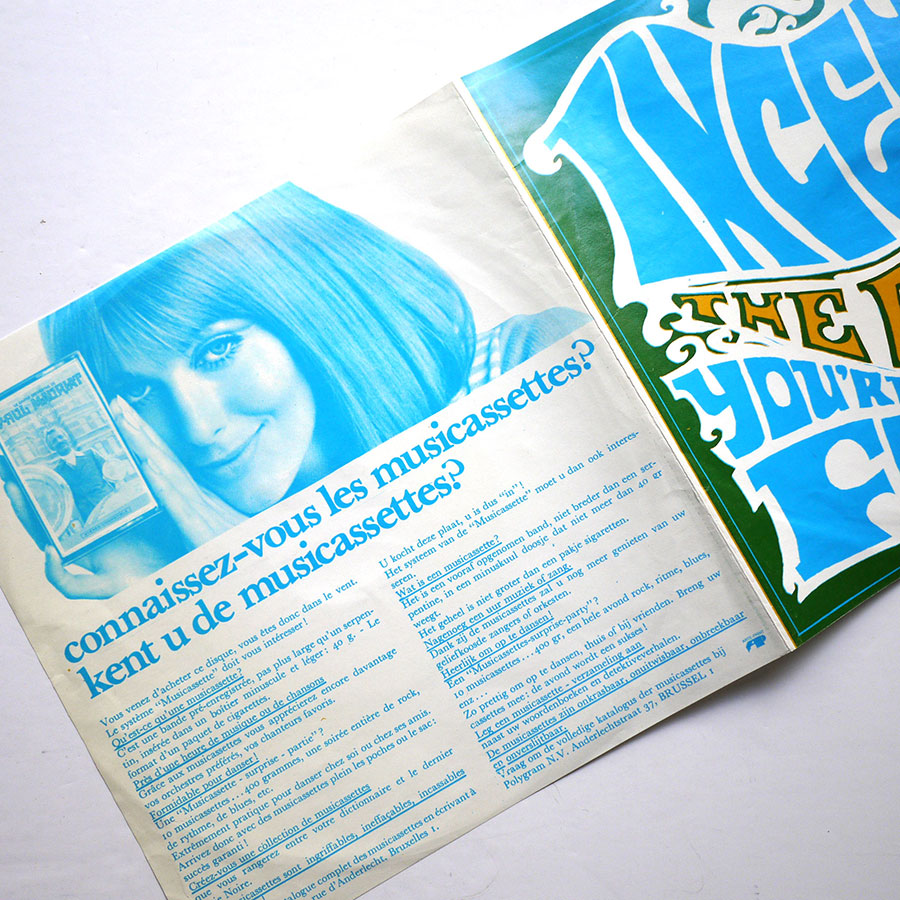 INCE
THE
YOU'R
F
PAUL MAURIAT
connaissez-vous les musicassettes?
kent u de musicassettes?
Vous venez d'acheter ce disque, vous êtes donc dans le vent.
Le système "Musicassette" doit vous intéresser!
Qu'est-ce qu'une musicassette?
C'est une bande pré-enregistrée, pas plus large qu'un serpen-
tin, insérée dans un boîtier minuscule et léger: 40 g. - Le
format d'un paquet de cigarettes
Près d'une heure de musique ou de chansons
Grâce aux musicassettes vous apprécierez encore davantage
vos orchestres préférés, vos chanteurs favoris.
Formidable pour danser!
Une "Musicassette - surprise - partie"?
10 musicassettes...400 grammes, une soirée entière de rock,
de rythme, de blues, etc.
Extrêmement pratique pour danser chez soi ou chez ses amis.
Arrivez donc avec des musicassettes plein les poches ou le sac:
succès garanti!
Créez-vous une collection de musicassettes
que vous rangerez entre votre dictionnaire et le dernier
ie Noire.
usicassettes sont ingriffables, ineffaçables, incassables
atalogue complet des musicassettes en écrivant à
rue d'Anderlecht, Bruxelles 1.
U kocht deze plaat, u is dus "in"!
Het systeem van de "Musicassette" moet u dan ook interes-
seren.
Wat is een musicassette?
Het is een vooraf opgenomen band, niet breder dan een ser-
pentine, in een minuskuul doosje dat niet meer dan 40 gr
weegt.
Het geheel is niet groter dan een pakje sigaretten.
Nagenoeg een uur muziek of zang.
Dank zij de musicassettes zal u nog meer genieten van uw
geliefkoosde zangers of orkesten.
Heerlijk om op te dansen!
Een "Musicassettes-surprise-party"?
10 musicassettes...400 gr, een hele avond rock, ritme, blues,
enz...
Zo prettig om op te dansen, thuis of bij vrienden. Breng uw
cassettes mee: de avond wordt een sukses!
Leg een musicassette - verzameling aan
naast uw woordenboeken en detektiveverhalen.
De musicassettes zijn onkrasbaar, onuitwisbaar, onbreekbaar
en onverslijtbaar.
Vraag om de volledige katalogus der musicassettes bij
Polygram N.V. Anderlechtstraat 37, BRUSSEL 1